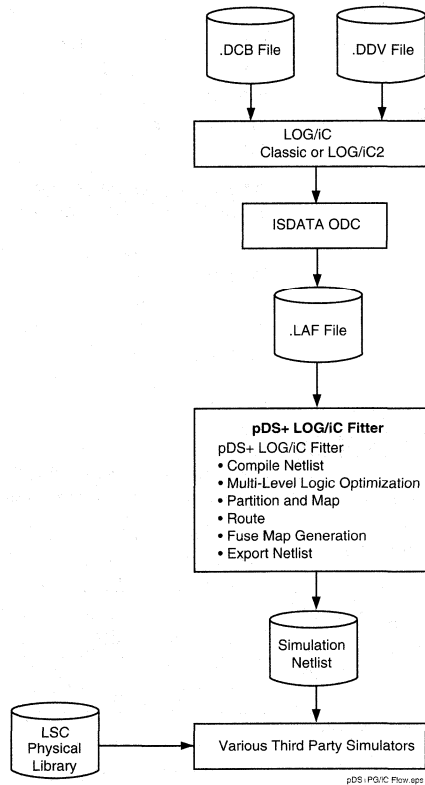 .DCB File
.DDV File
LOG/iC
Classic or LOG/iC2
ISDATA ODC
.LAF File
pDS+ LOG/iC Fitter
pDS+ LOG/iC Fitter
• Compile Netlist
• Multi-Level Logic Optimization
• Partition and Map
• Route
• Fuse Map Generation
• Export Netlist
Simulation
Netlist
LSC
Physical
Library
Various Third Party Simulators
pDS+PG/iC Flow.eps